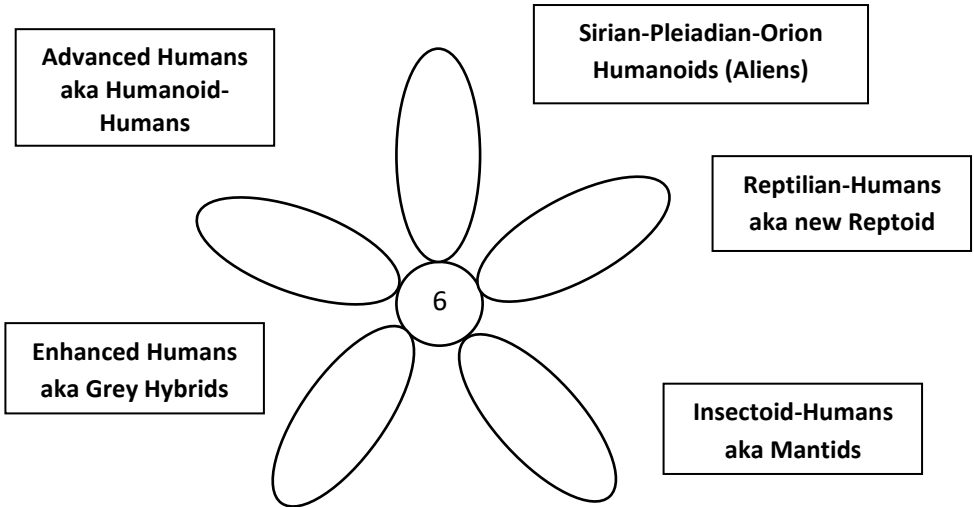 Sirian-Pleiadian-Orion
Humanoids (Aliens)
Advanced Humans
aka Humanoid-
Humans
Reptilian-Humans
aka new Reptoid
6
Enhanced Humans
aka Grey Hybrids
Insectoid-Humans
aka Mantids